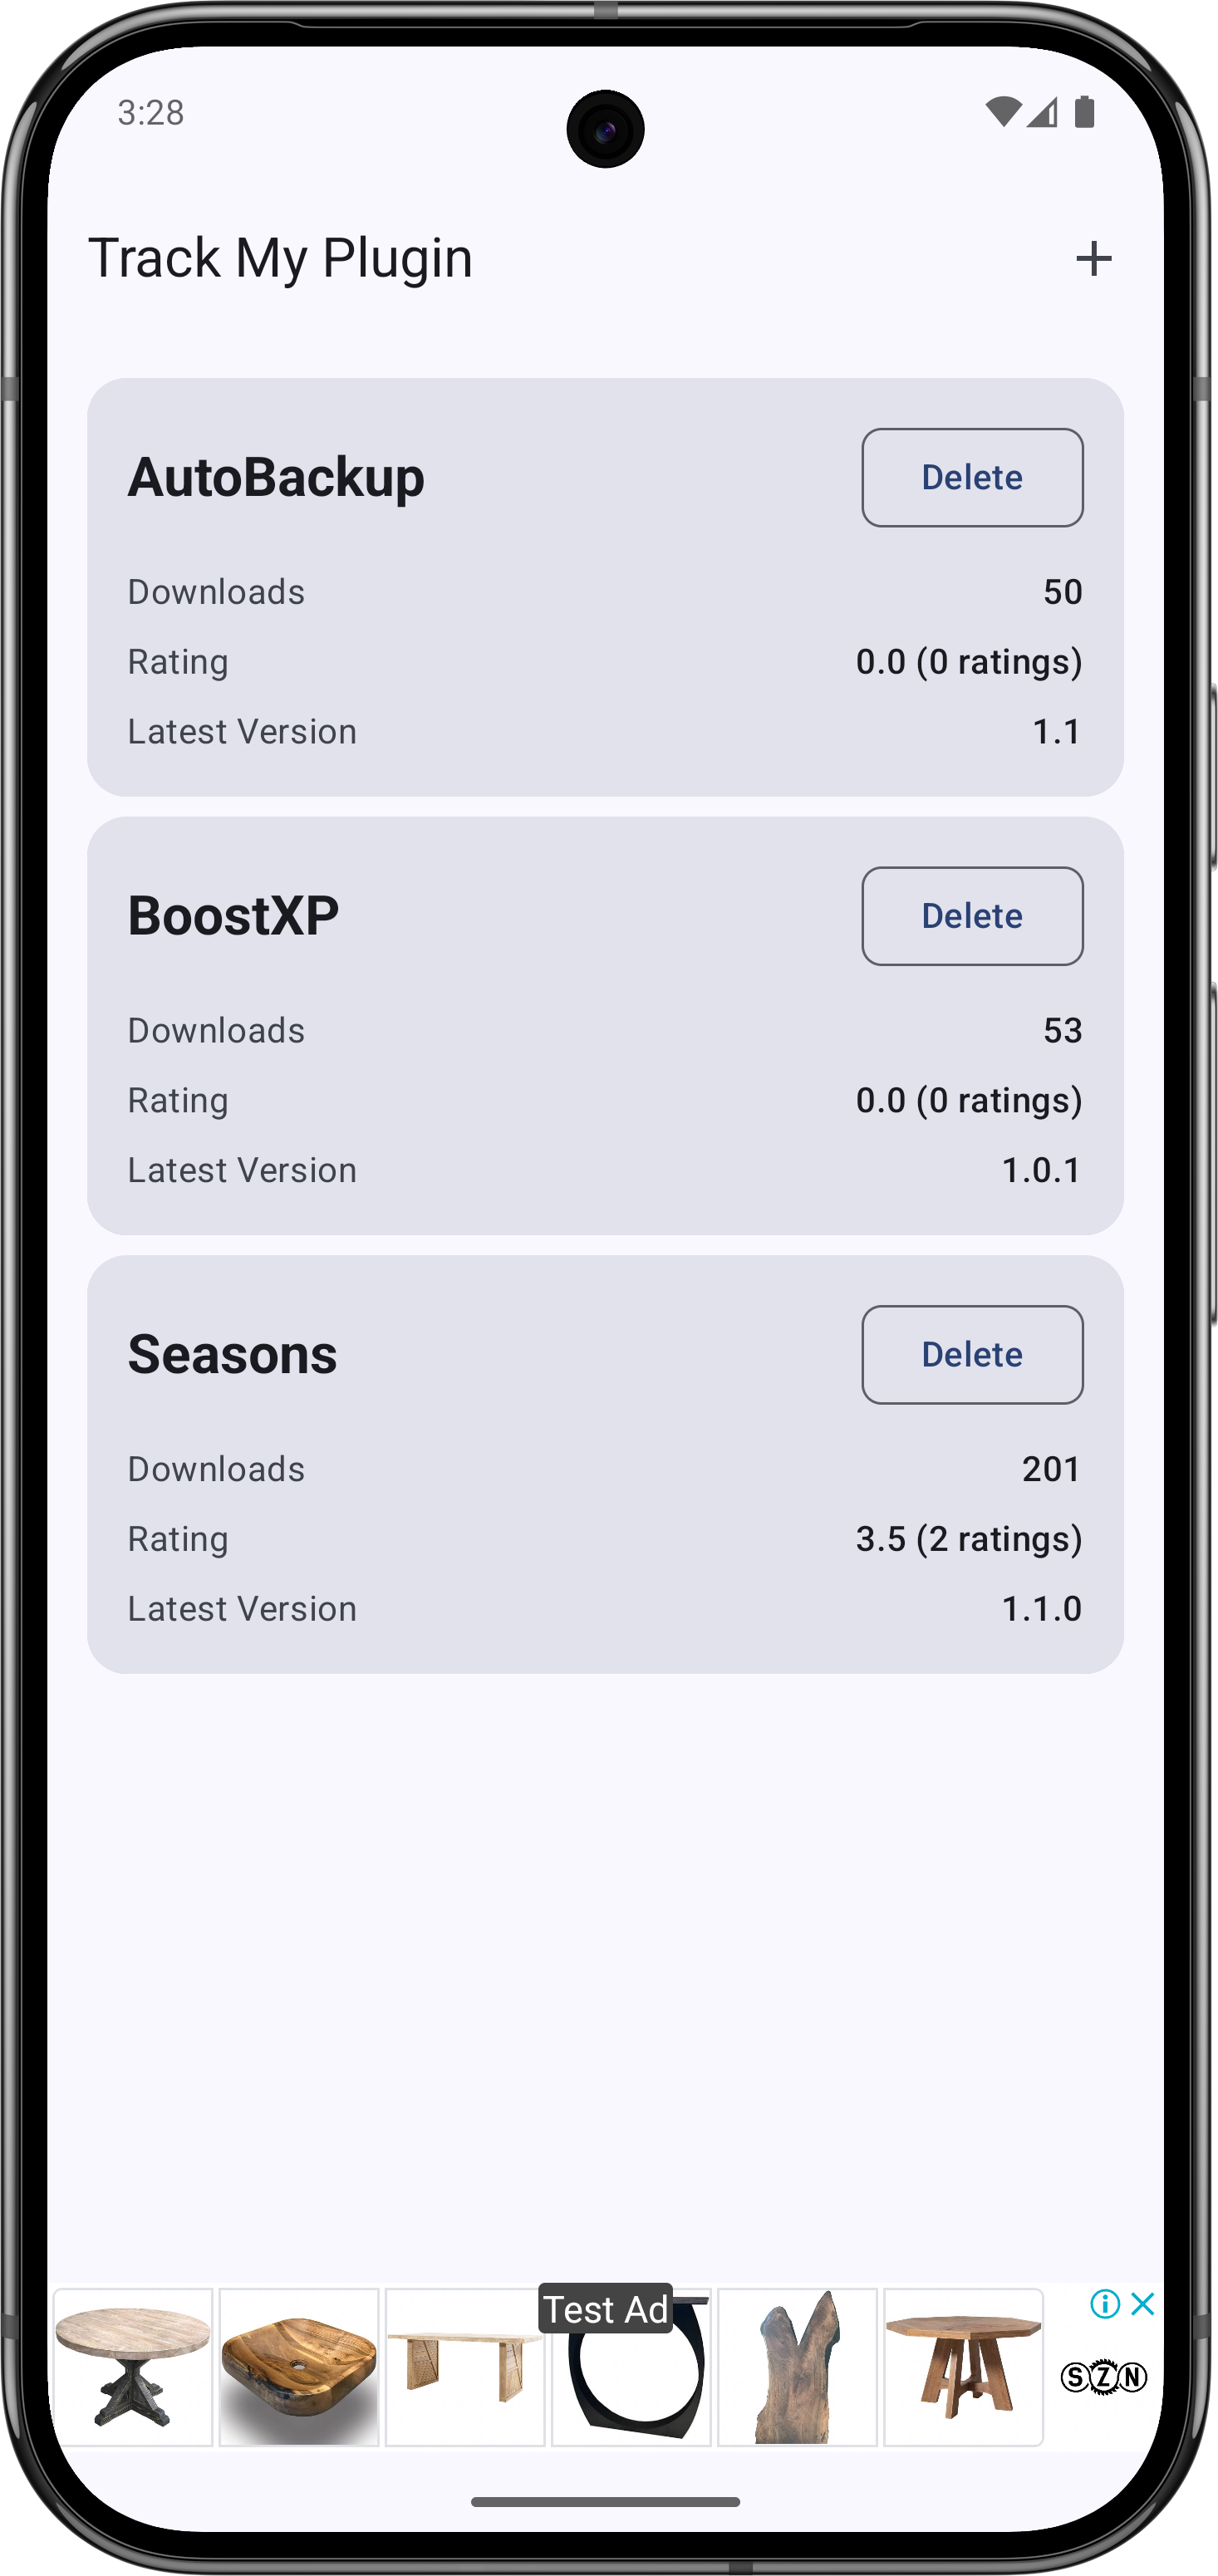 3:28
Track My Plugin +
AutoBackup Delete
Downloads 50
Rating 0.0 (0 ratings)
Latest Version 1.1
BoostXP Delete
Downloads 53
Rating 0.0 (0 ratings)
Latest Version 1.0.1
Seasons Delete
Downloads 201
Rating 3.5 (2 ratings)
Latest Version 1.1.0
Test Ad
SZN